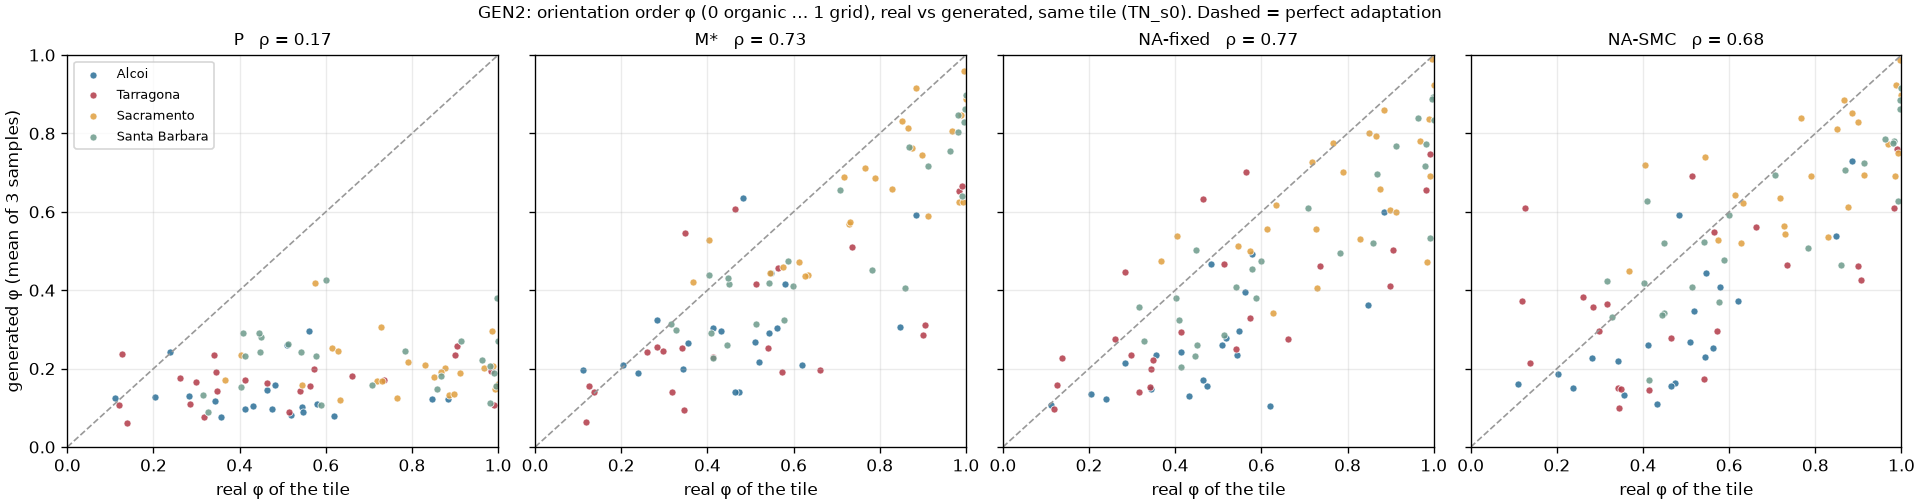 GEN2: orientation order φ (0 organic … 1 grid), real vs generated, same tile (TN_s0). Dashed = perfect adaptation
P ρ = 0.17
M* ρ = 0.73
NA-fixed ρ = 0.77
NA-SMC ρ = 0.68
generated φ (mean of 3 samples)
1.0
0.8
0.6
0.4
0.2
0.0
Alcoi
Tarragona
Sacramento
Santa Barbara
0.0 0.2 0.4 0.6 0.8 1.0
0.0 0.2 0.4 0.6 0.8 1.0
0.0 0.2 0.4 0.6 0.8 1.0
0.0 0.2 0.4 0.6 0.8 1.0
real φ of the tile
real φ of the tile
real φ of the tile
real φ of the tile